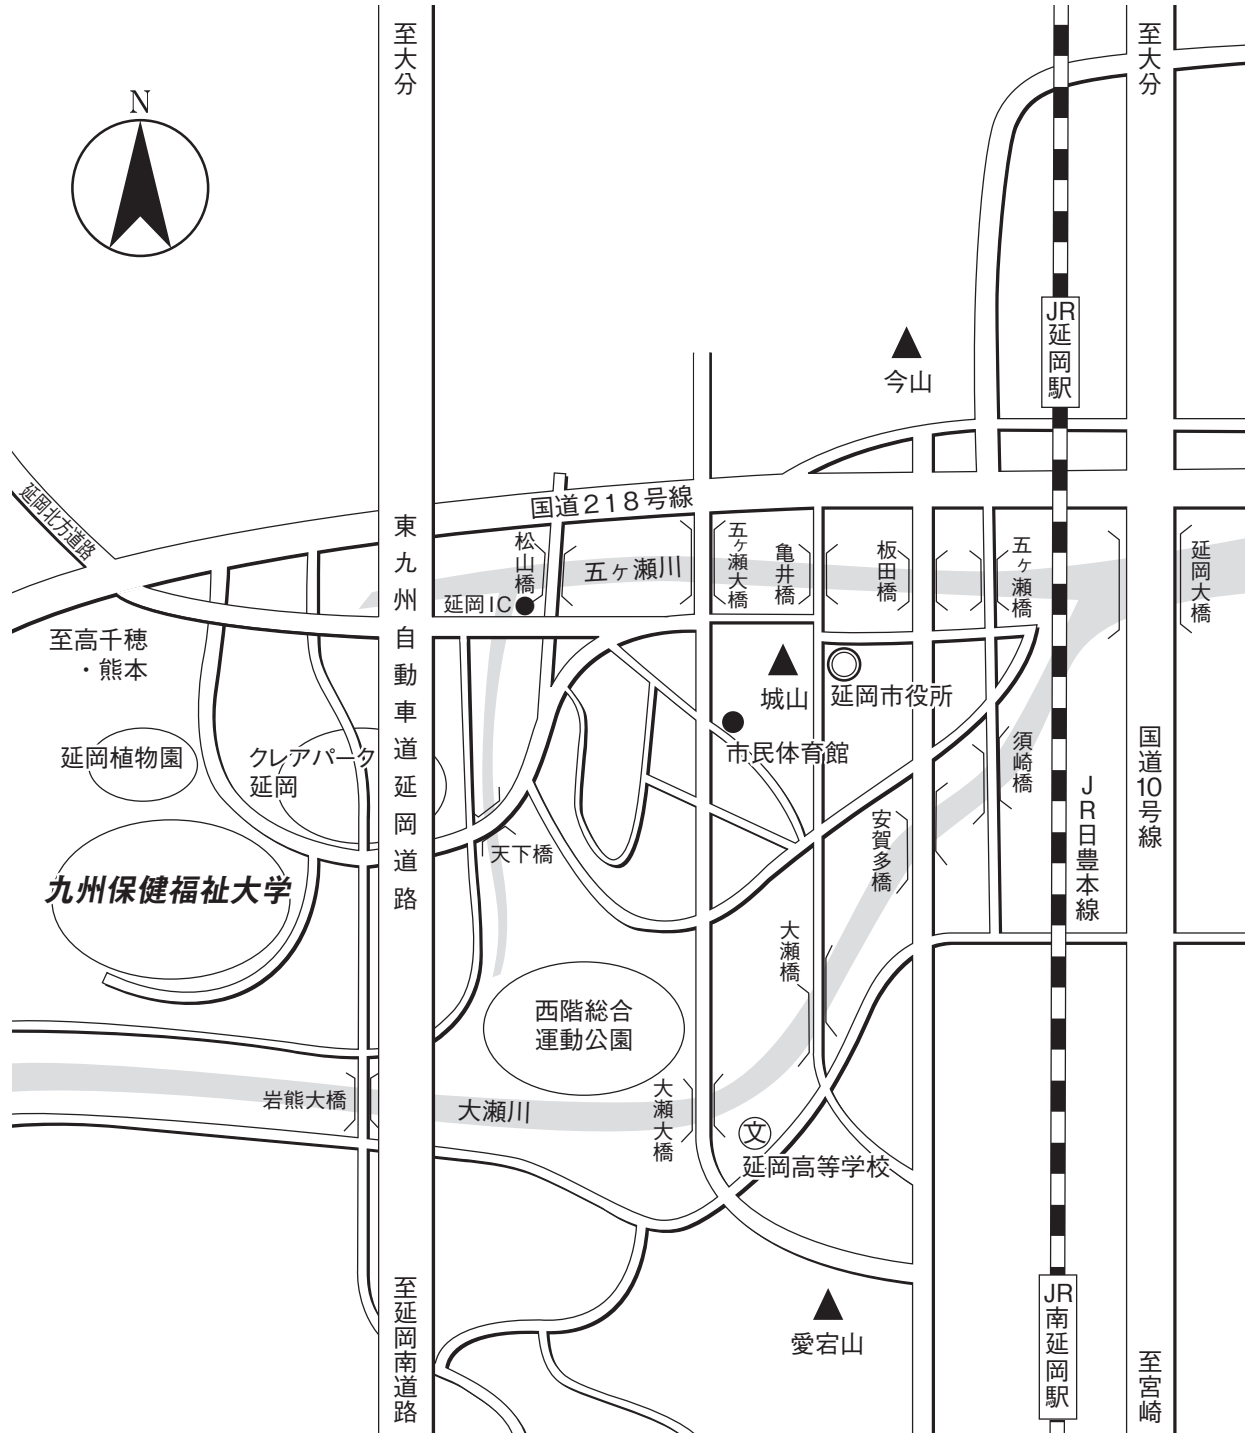 至大分
至大分
N
JR延岡駅
今山
延岡北方道路
国道218号線
東九州自動車道延岡道路
松山橋
五ヶ瀬川
五ヶ瀬大橋
亀井橋
板田橋
五ヶ瀬橋
延岡大橋
延岡IC
至高千穂
・熊本
城山
延岡市役所
市民体育館
延岡植物園
クレアパーク
延岡
須崎橋
国道10号線
JR日豊本線
安賀多橋
天下橋
九州保健福祉大学
大瀬橋
西階総合
運動公園
岩熊大橋
大瀬川
大瀬大橋
文
延岡高等学校
愛宕山
至延岡南道路
JR南延岡駅
至宮崎